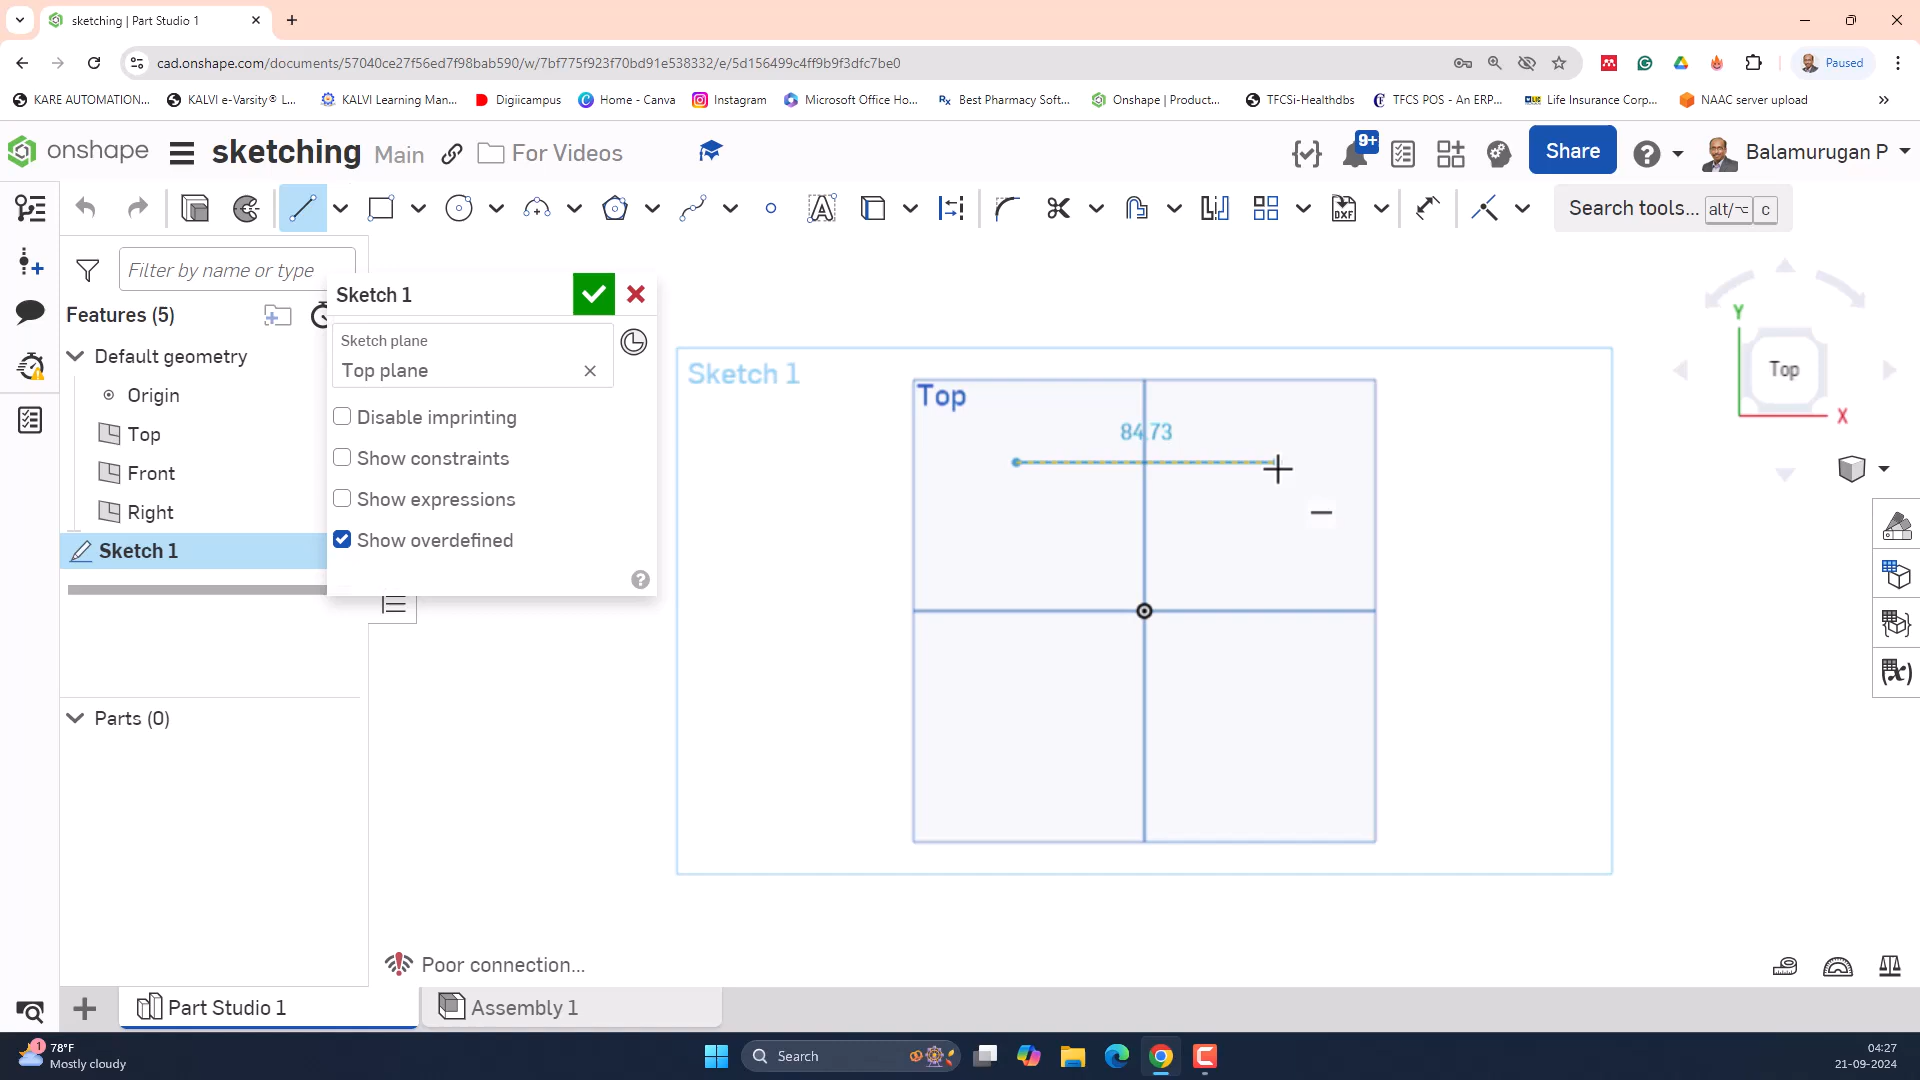 sketching | Part Studio 1
cad.onshape.com/documents/57040ce27f56ed7f98bab590/w/7bf775f923f70bd91e538332/e/5d156499c4ff9b9f3dfc7be0
Paused
KARE AUTOMATION...
KALVI e-Varsity® L...
KALVI Learning Man...
Digiicampus
Home - Canva
Instagram
Microsoft Office Ho...
Rx Best Pharmacy Soft...
Onshape | Product...
TFCSi-Healthdbs
TFCS POS - An ERP...
Life Insurance Corp...
NAAC server upload
onshape
sketching Main
For Videos
9+
Share
Balamurugan P
DXF
Search tools... alt/⌥ c
Filter by name or type
Features (5)
Default geometry
Origin
Top
Front
Right
Sketch 1
Parts (0)
Sketch 1
Sketch plane
Top plane
Disable imprinting
Show constraints
Show expressions
Show overdefined
Sketch 1
Top
84.73
Y
Top
X
Poor connection...
Part Studio 1
Assembly 1
1
78°F
Mostly cloudy
Search
04:27
21-09-2024